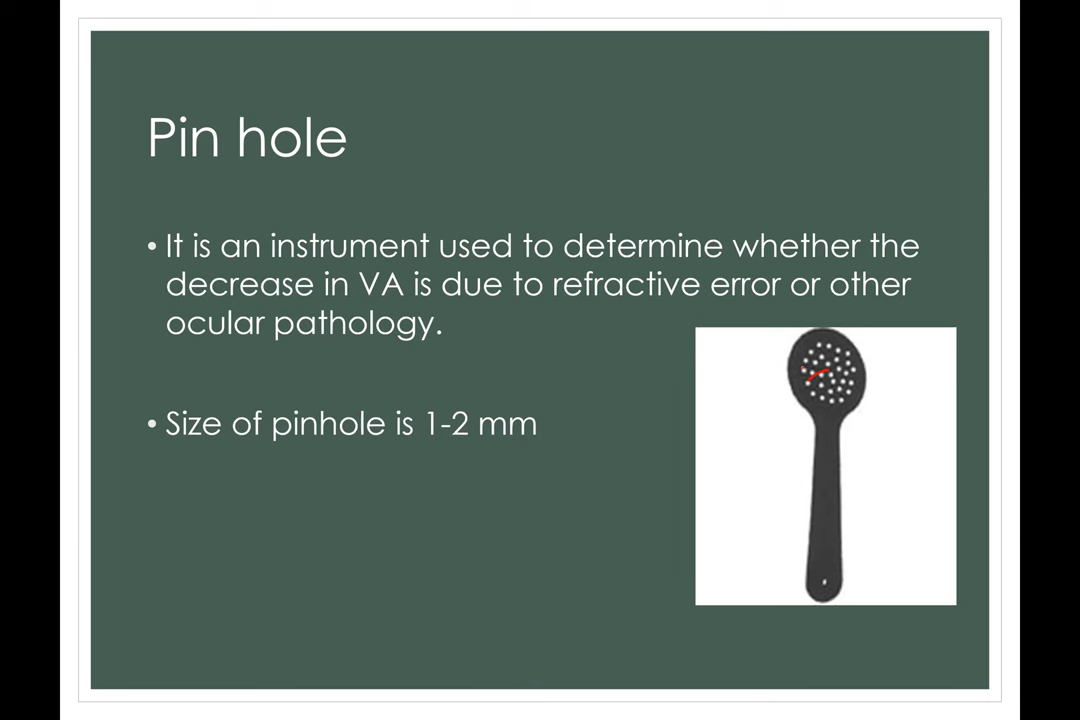 Pin hole
• It is an instrument used to determine whether the
decrease in VA is due to refractive error or other
ocular pathology.
• Size of pinhole is 1-2 mm